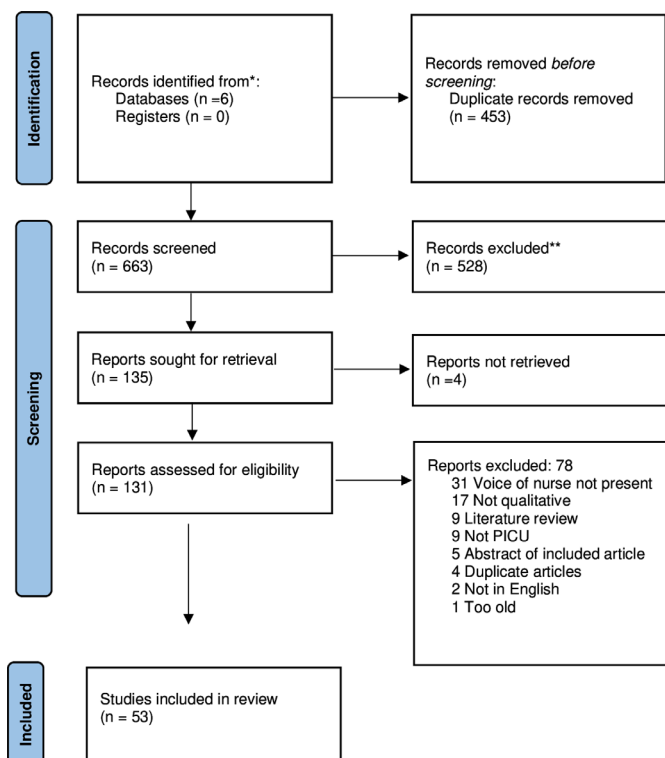 Identification
Records identified from*:
Databases (n =6)
Registers (n = 0)
Records removed before
screening:
Duplicate records removed
(n = 453)
Screening
Records screened
(n = 663)
Records excluded**
(n = 528)
Reports sought for retrieval
(n = 135)
Reports not retrieved
(n =4)
Reports assessed for eligibility
(n = 131)
Reports excluded: 78
31 Voice of nurse not present
17 Not qualitative
9 Literature review
9 Not PICU
5 Abstract of included article
4 Duplicate articles
2 Not in English
1 Too old
Included
Studies included in review
(n = 53)